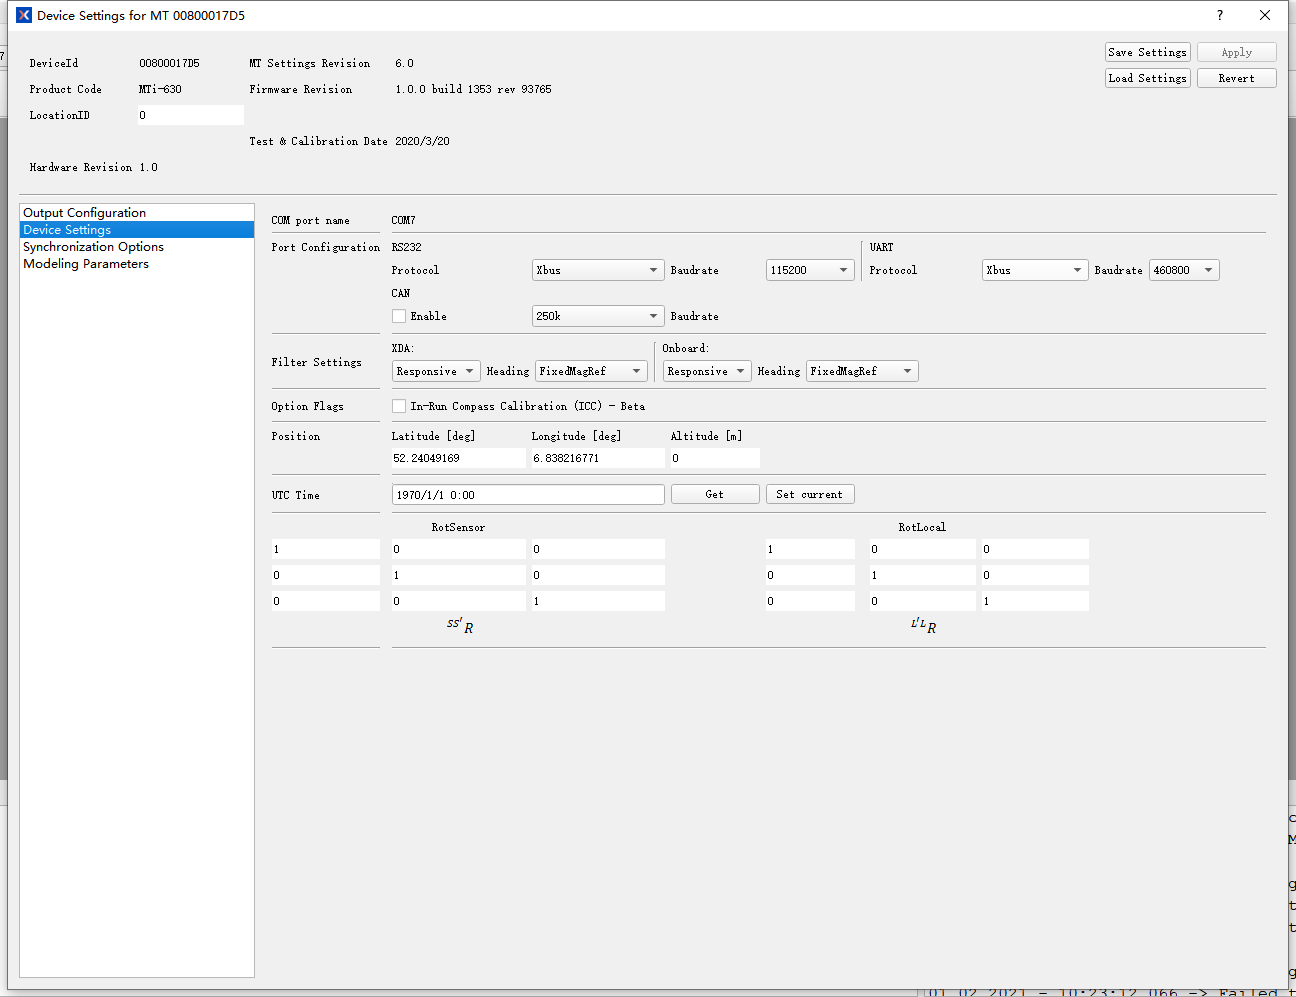 Device Settings for MT 00800017D5
?
DeviceId 00800017D5 MT Settings Revision 6.0
Save Settings Apply
Product Code MTi-630 Firmware Revision 1.0.0 build 1353 rev 93765
Load Settings Revert
LocationID 0
Test & Calibration Date 2020/3/20
Hardware Revision 1.0
Output Configuration
Device Settings
Synchronization Options
Modeling Parameters
COM port name COM7
Port Configuration RS232 UART
Protocol Xbus Baudrate 115200 Protocol Xbus Baudrate 460800
CAN
Enable 250k Baudrate
Filter Settings
XDA: Onboard:
Responsive Heading FixedMagRef Responsive Heading FixedMagRef
Option Flags In-Run Compass Calibration (ICC) - Beta
Position Latitude [deg] Longitude [deg] Altitude [m]
52.24049169 6.838216771 0
UTC Time 1970/1/1 0:00 Get Set current
RotSensor RotLocal
1 0 0 1 0 0
0 1 0 0 1 0
0 0 1 0 0 1
SS'R L'LR
7
c
M
g
t
t
g
01 02 2021 - 10:23:12 066 -> Failed t